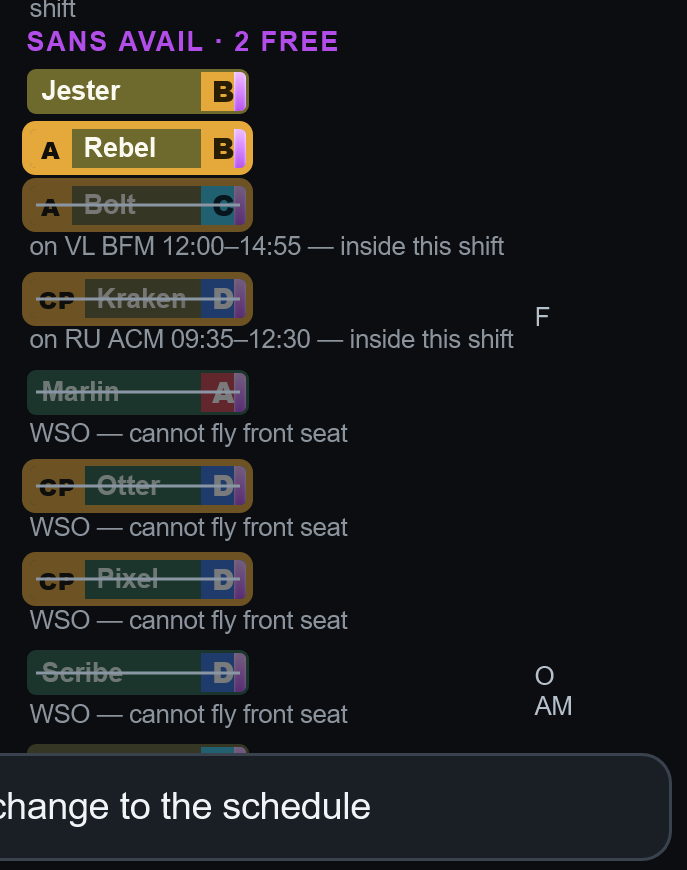 shift
SANS AVAIL · 2 FREE
Jester B
A Rebel B
A Bolt C
on VL BFM 12:00–14:55 — inside this shift
CP Kraken D
F
on RU ACM 09:35–12:30 — inside this shift
Marlin A
WSO — cannot fly front seat
CP Otter D
WSO — cannot fly front seat
CP Pixel D
WSO — cannot fly front seat
Scribe D
O
AM
WSO — cannot fly front seat
change to the schedule